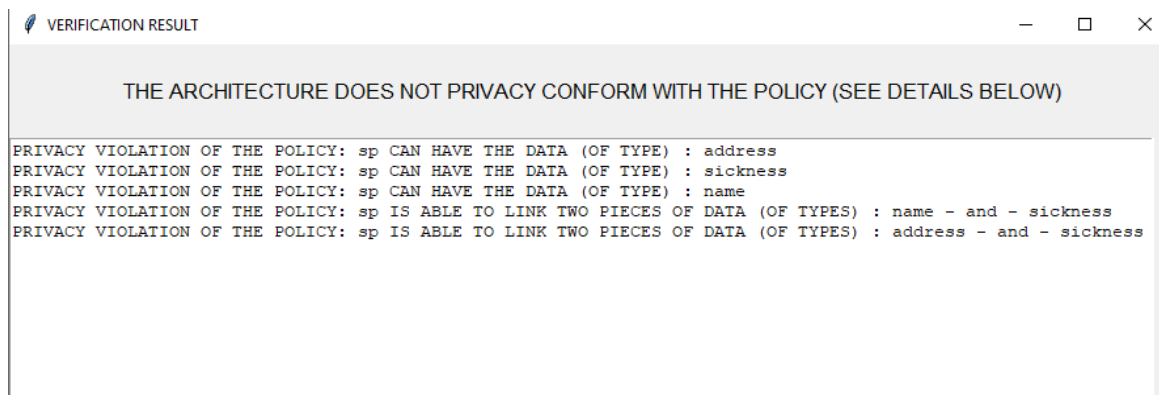 VERIFICATION RESULT
THE ARCHITECTURE DOES NOT PRIVACY CONFORM WITH THE POLICY (SEE DETAILS BELOW)
PRIVACY VIOLATION OF THE POLICY: sp CAN HAVE THE DATA (OF TYPE) : address
PRIVACY VIOLATION OF THE POLICY: sp CAN HAVE THE DATA (OF TYPE) : sickness
PRIVACY VIOLATION OF THE POLICY: sp CAN HAVE THE DATA (OF TYPE) : name
PRIVACY VIOLATION OF THE POLICY: sp IS ABLE TO LINK TWO PIECES OF DATA (OF TYPES) : name - and - sickness
PRIVACY VIOLATION OF THE POLICY: sp IS ABLE TO LINK TWO PIECES OF DATA (OF TYPES) : address - and - sickness